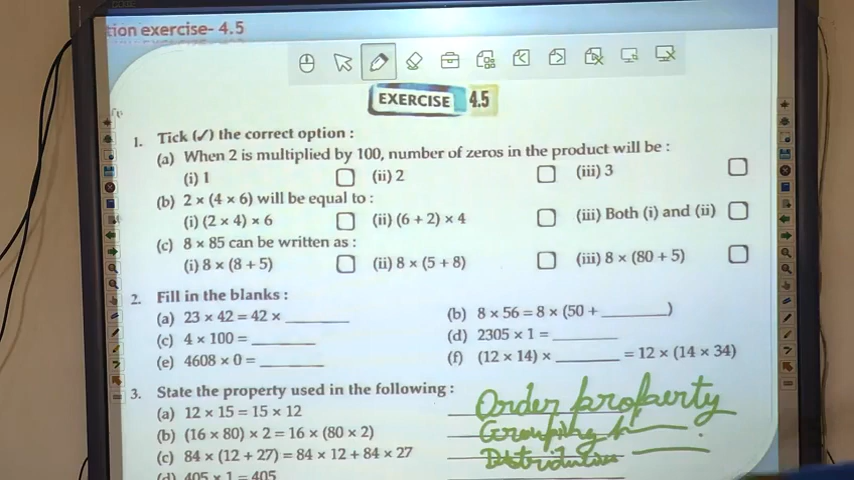 tion exercise- 4.5
EXERCISE 4.5
1. Tick (✓) the correct option :
(a) When 2 is multiplied by 100, number of zeros in the product will be :
(i) 1 (ii) 2 (iii) 3
(b) 2 × (4 × 6) will be equal to :
(i) (2 × 4) × 6 (ii) (6 + 2) × 4 (iii) Both (i) and (ii)
(c) 8 × 85 can be written as :
(i) 8 × (8 + 5) (ii) 8 × (5 + 8) (iii) 8 × (80 + 5)
2. Fill in the blanks :
(a) 23 × 42 = 42 × ______ (b) 8 × 56 = 8 × (50 + ______)
(c) 4 × 100 = ______ (d) 2305 × 1 = ______
(e) 4608 × 0 = ______ (f) (12 × 14) × ______ = 12 × (14 × 34)
3. State the property used in the following :
(a) 12 × 15 = 15 × 12 Order property
(b) (16 × 80) × 2 = 16 × (80 × 2) Grouping
(c) 84 × (12 + 27) = 84 × 12 + 84 × 27 Distributive
(d) 405 × 1 = 405